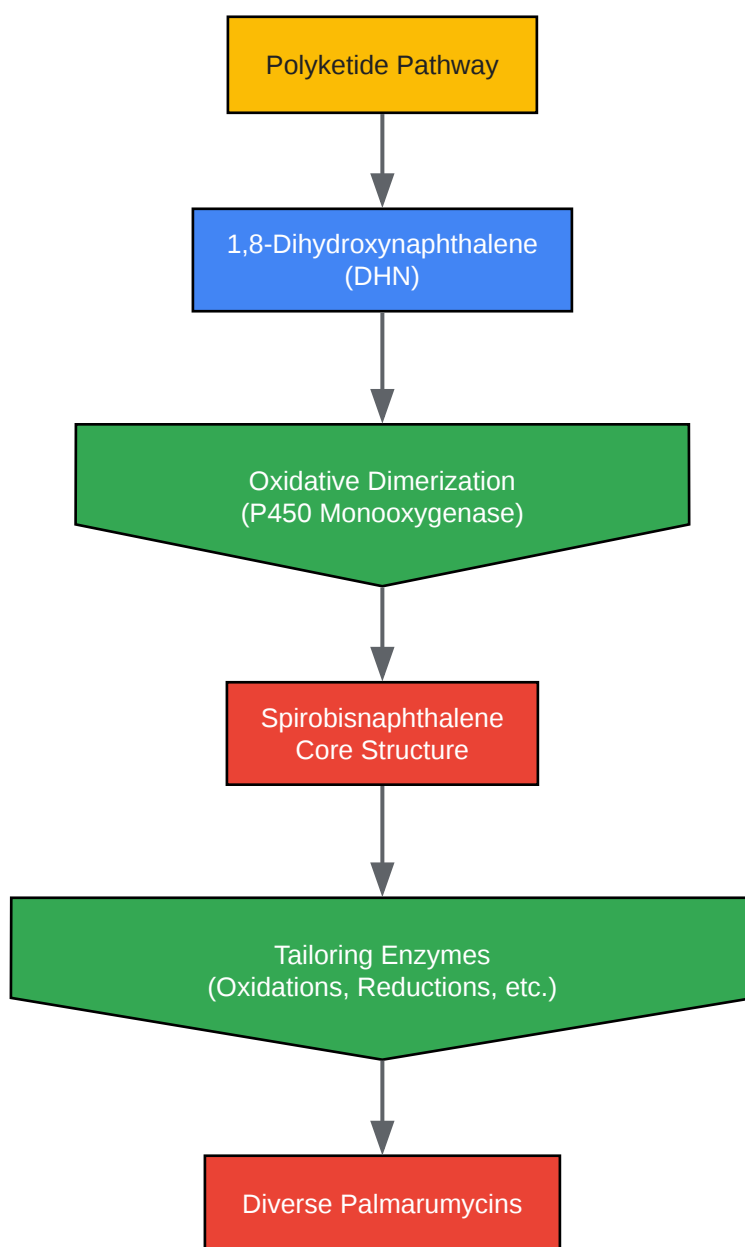 Polyketide Pathway
1,8-Dihydroxynaphthalene
(DHN)
Oxidative Dimerization
(P450 Monooxygenase)
Spirobisnaphthalene
Core Structure
Tailoring Enzymes
(Oxidations, Reductions, etc.)
Diverse Palmarumycins